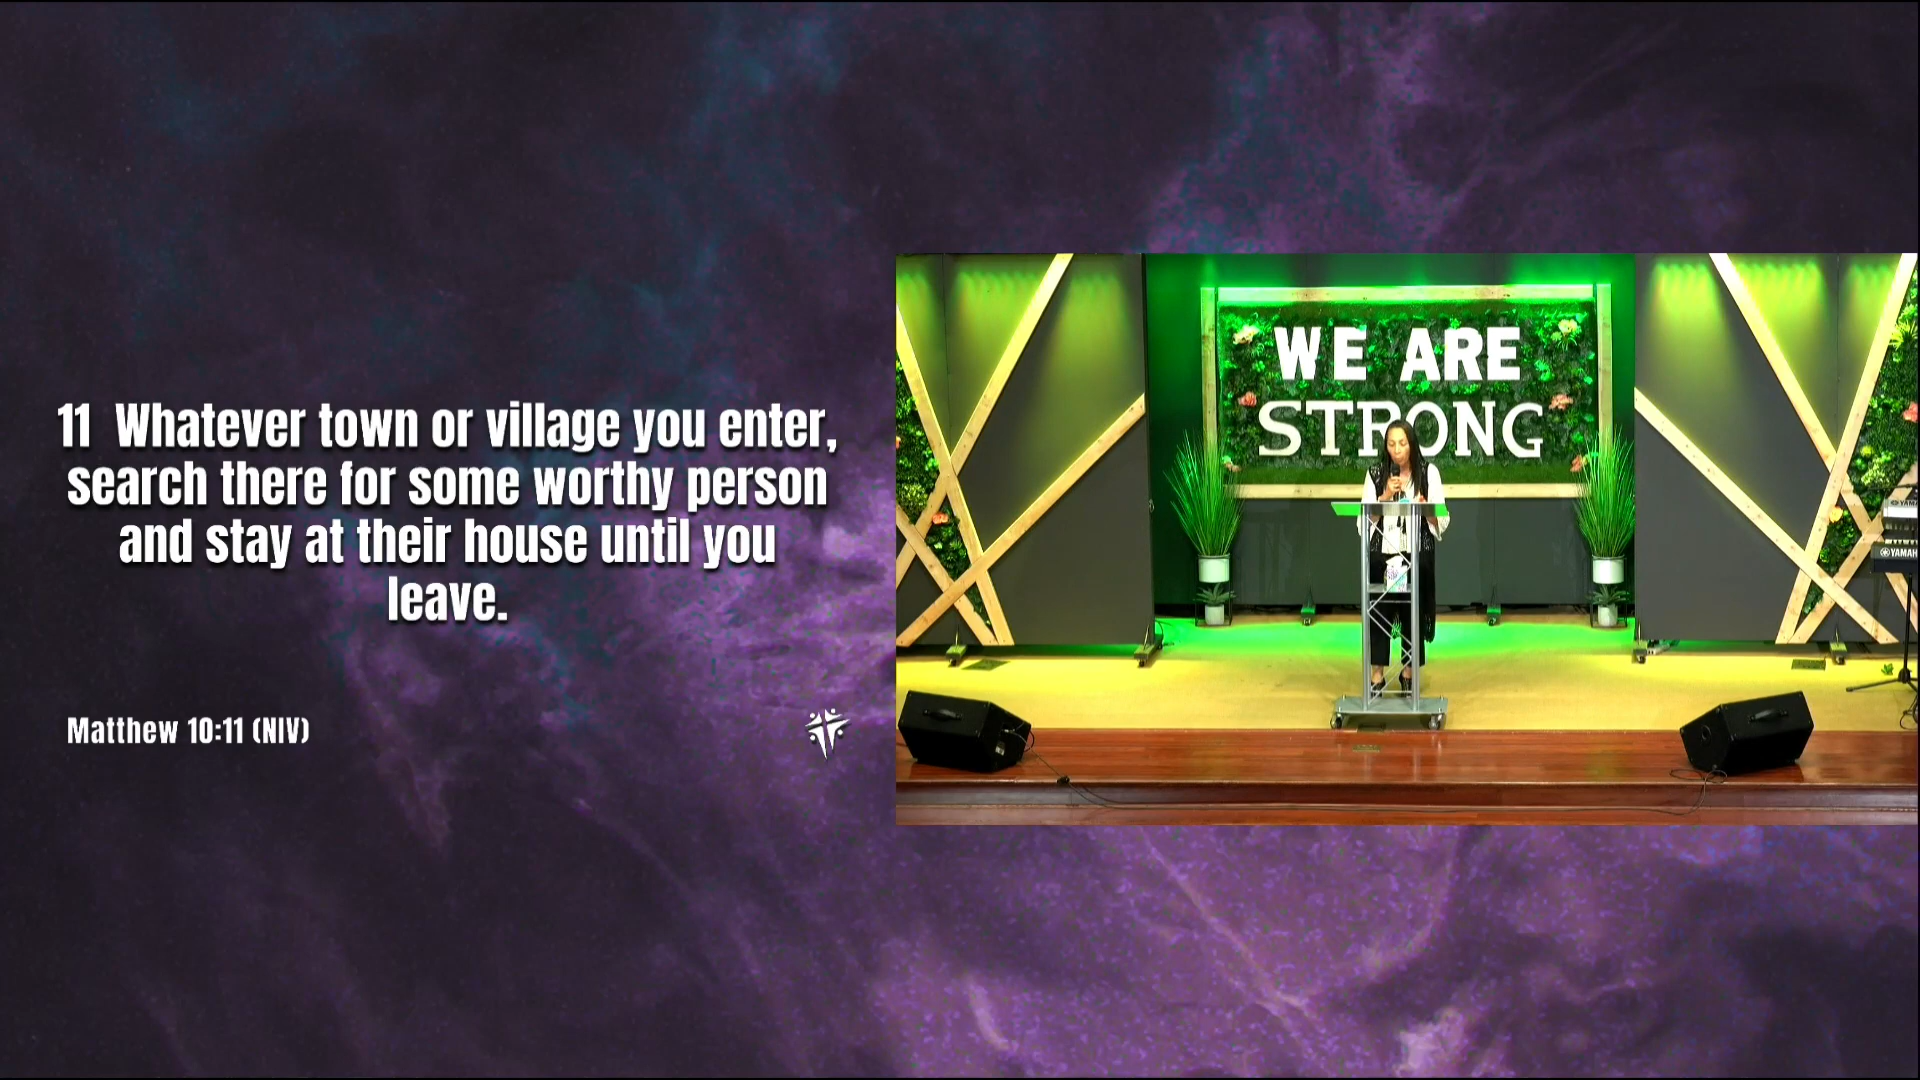 11 Whatever town or village you enter,
search there for some worthy person
and stay at their house until you
leave.
Matthew 10:11 (NIV)
WE ARE
STRONG
YAMAHA